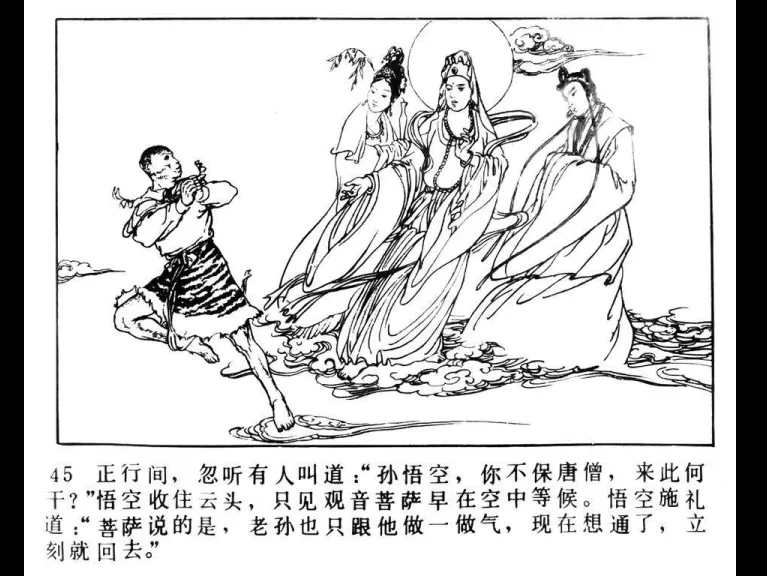 45 正行间，忽听有人叫道：“孙悟空，你不保唐僧，来此何
干？”悟空收住云头，只见观音菩萨早在空中等候。悟空施礼
道：“菩萨说的是，老孙也只跟他做一做气，现在想通了，立
刻就回去。”